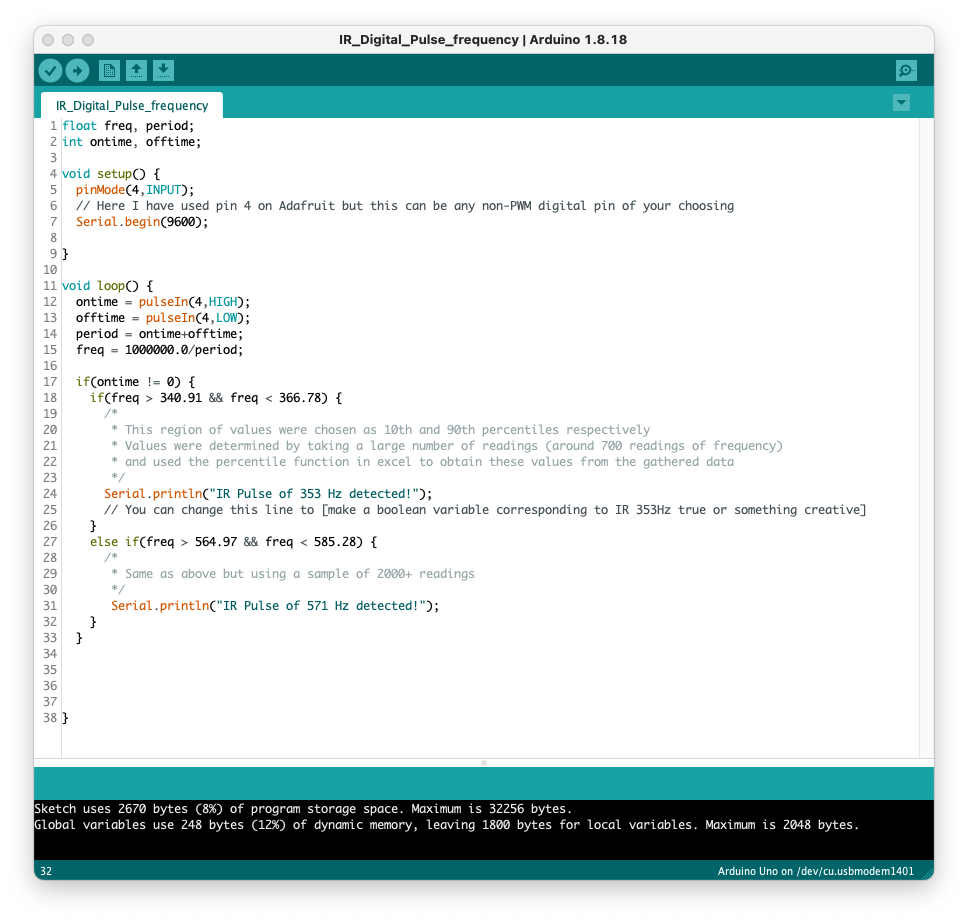 IR_Digital_Pulse_frequency | Arduino 1.8.18
IR_Digital_Pulse_frequency
1 float freq, period;
2 int ontime, offtime;
3
4 void setup() {
5   pinMode(4,INPUT);
6   // Here I have used pin 4 on Adafruit but this can be any non-PWM digital pin of your choosing
7   Serial.begin(9600);
8
9 }
10
11 void loop() {
12   ontime = pulseIn(4,HIGH);
13   offtime = pulseIn(4,LOW);
14   period = ontime+offtime;
15   freq = 1000000.0/period;
16
17   if(ontime != 0) {
18     if(freq > 340.91 && freq < 366.78) {
19       /*
20        * This region of values were chosen as 10th and 90th percentiles respectively
21        * Values were determined by taking a large number of readings (around 700 readings of frequency)
22        * and used the percentile function in excel to obtain these values from the gathered data
23        */
24       Serial.println("IR Pulse of 353 Hz detected!");
25       // You can change this line to [make a boolean variable corresponding to IR 353Hz true or something creative]
26     }
27     else if(freq > 564.97 && freq < 585.28) {
28       /*
29        * Same as above but using a sample of 2000+ readings
30        */
31        Serial.println("IR Pulse of 571 Hz detected!");
32     }
33   }
34
35
36
37
38 }
Sketch uses 2670 bytes (8%) of program storage space. Maximum is 32256 bytes.
Global variables use 248 bytes (12%) of dynamic memory, leaving 1800 bytes for local variables. Maximum is 2048 bytes.
32 Arduino Uno on /dev/cu.usbmodem1401